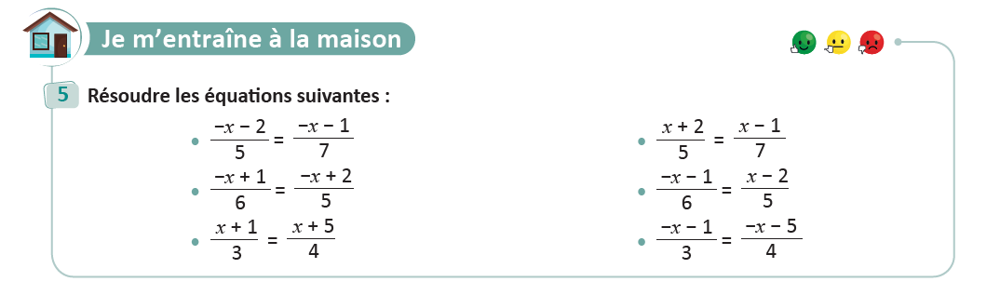 Je m'entraîne à la maison
5 Résoudre les équations suivantes :
• (−x − 2)/5 = (−x − 1)/7
• (x + 2)/5 = (x − 1)/7
• (−x + 1)/6 = (−x + 2)/5
• (−x − 1)/6 = (x − 2)/5
• (x + 1)/3 = (x + 5)/4
• (−x − 1)/3 = (−x − 5)/4